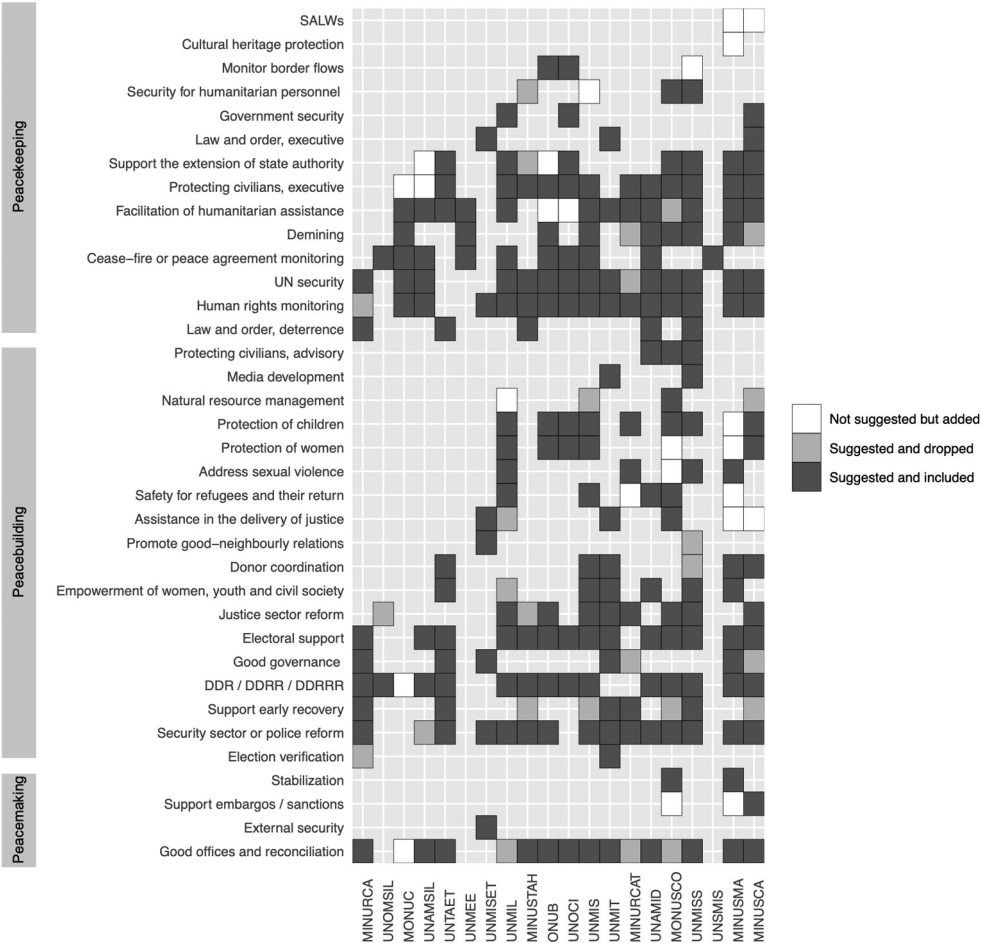 Peacekeeping
SALWs
Cultural heritage protection
Monitor border flows
Security for humanitarian personnel
Government security
Law and order, executive
Support the extension of state authority
Protecting civilians, executive
Facilitation of humanitarian assistance
Demining
Cease–fire or peace agreement monitoring
UN security
Human rights monitoring
Law and order, deterrence
Peacebuilding
Protecting civilians, advisory
Media development
Natural resource management
Protection of children
Protection of women
Address sexual violence
Safety for refugees and their return
Assistance in the delivery of justice
Promote good–neighbourly relations
Donor coordination
Empowerment of women, youth and civil society
Justice sector reform
Electoral support
Good governance
DDR / DDRR / DDRRR
Support early recovery
Security sector or police reform
Election verification
Peacemaking
Stabilization
Support embargos / sanctions
External security
Good offices and reconciliation
MINURCA
UNOMSIL
MONUC
UNAMSIL
UNTAET
UNMEE
UNMISET
UNMIL
MINUSTAH
ONUB
UNOCI
UNMIS
UNMIT
MINURCAT
UNAMID
MONUSCO
UNMISS
UNSMIS
MINUSMA
MINUSCA
Not suggested but added
Suggested and dropped
Suggested and included